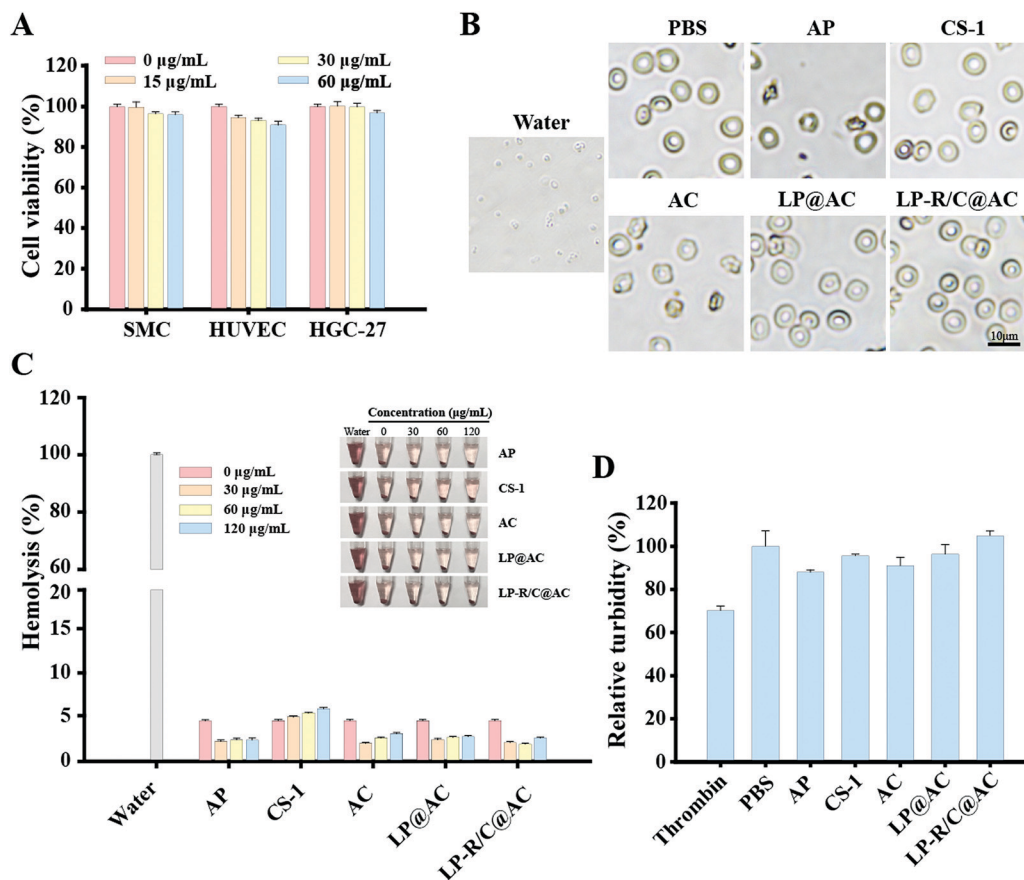 A
0 µg/mL
15 µg/mL
30 µg/mL
60 µg/mL
Cell viability (%)
120
100
80
60
40
20
0
SMC HUVEC HGC-27
B
PBS AP CS-1
Water
AC LP@AC LP-R/C@AC
10µm
C
Hemolysis (%)
120
100
80
60
20
15
10
5
0
0 µg/mL
30 µg/mL
60 µg/mL
120 µg/mL
Concentration (µg/mL)
Water 0 30 60 120
AP
CS-1
AC
LP@AC
LP-R/C@AC
Water AP CS-1 AC LP@AC LP-R/C@AC
D
Relative turbidity (%)
120
100
80
60
40
20
0
Thrombin PBS AP CS-1 AC LP@AC LP-R/C@AC